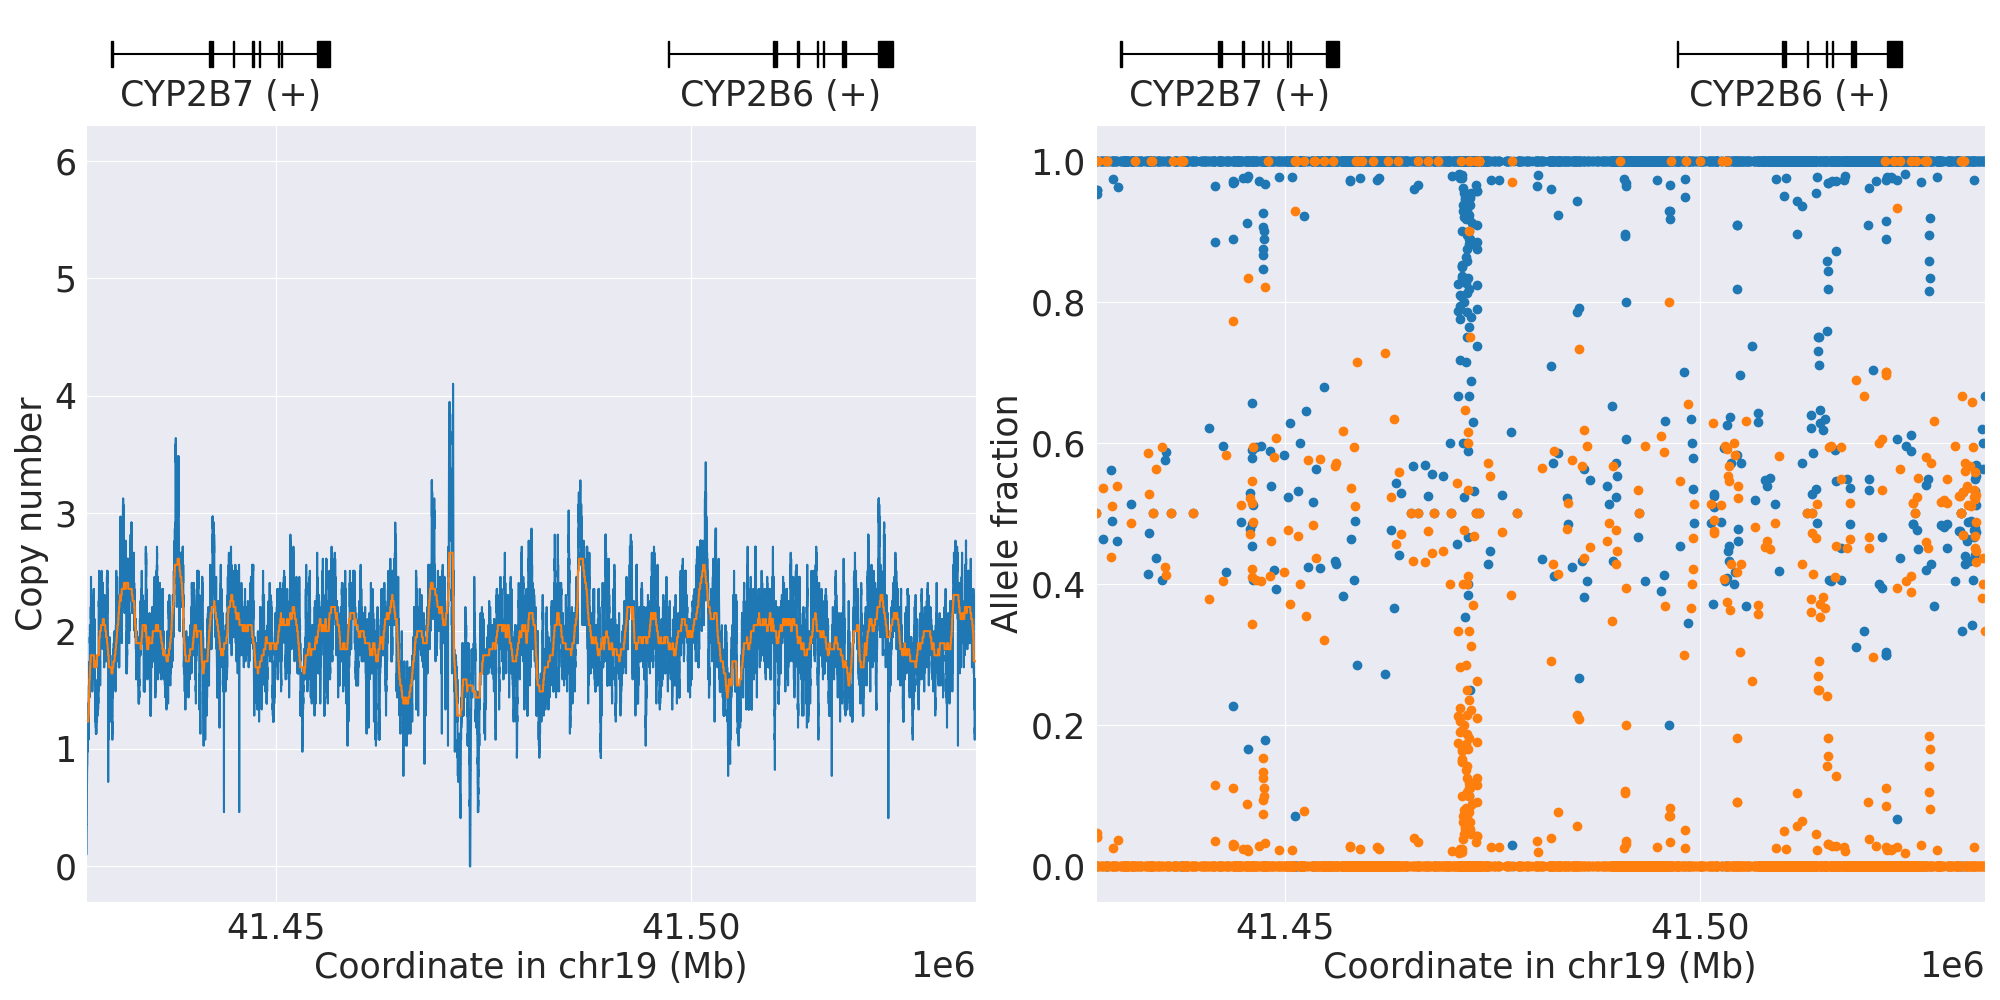 CYP2B7 (+)
CYP2B6 (+)
6
5
4
3
2
1
0
Copy number
41.45
41.50
Coordinate in chr19 (Mb)
1e6
CYP2B7 (+)
CYP2B6 (+)
1.0
0.8
0.6
0.4
0.2
0.0
Allele fraction
41.45
41.50
Coordinate in chr19 (Mb)
1e6